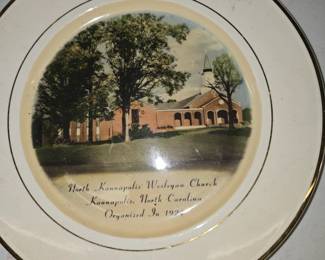 North Kannapolis Wesleyan Church
Kannapolis, North Carolina
Organized In